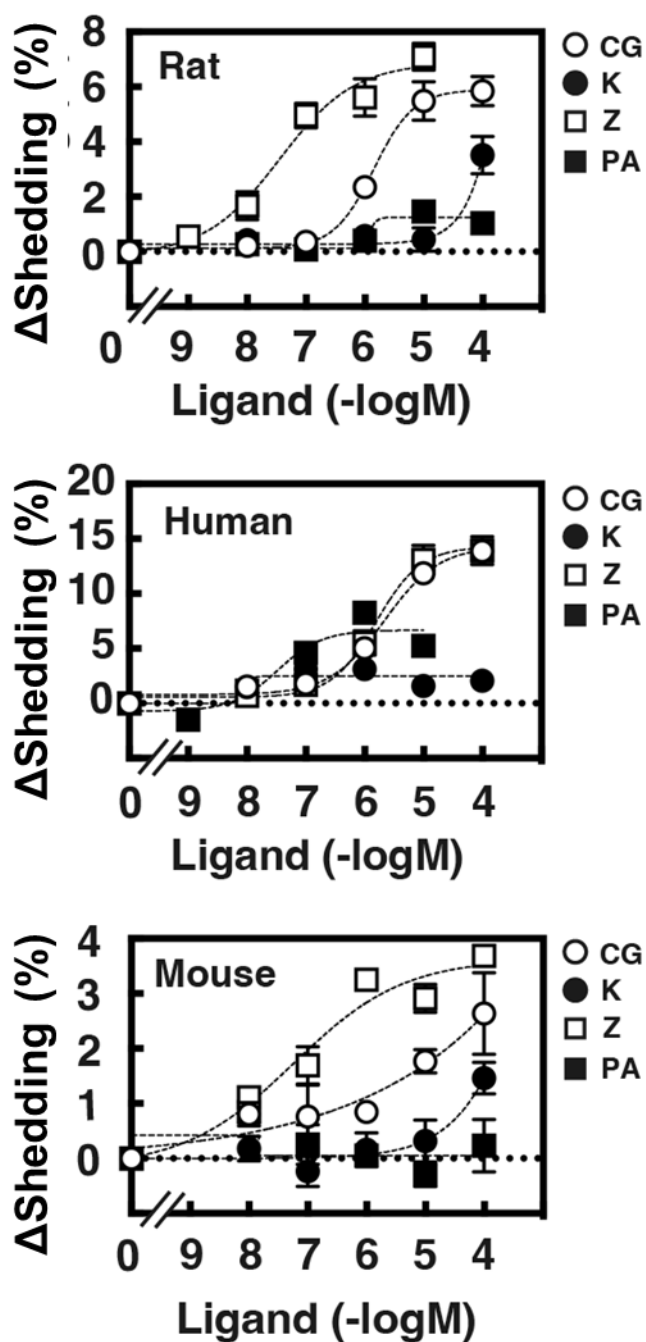 ΔShedding (%)
8
6
4
2
0
Rat
CG
K
Z
PA
0 9 8 7 6 5 4
Ligand (-logM)
ΔShedding (%)
20
15
10
5
0
Human
CG
K
Z
PA
0 9 8 7 6 5 4
Ligand (-logM)
ΔShedding (%)
4
3
2
1
0
Mouse
CG
K
Z
PA
0 9 8 7 6 5 4
Ligand (-logM)